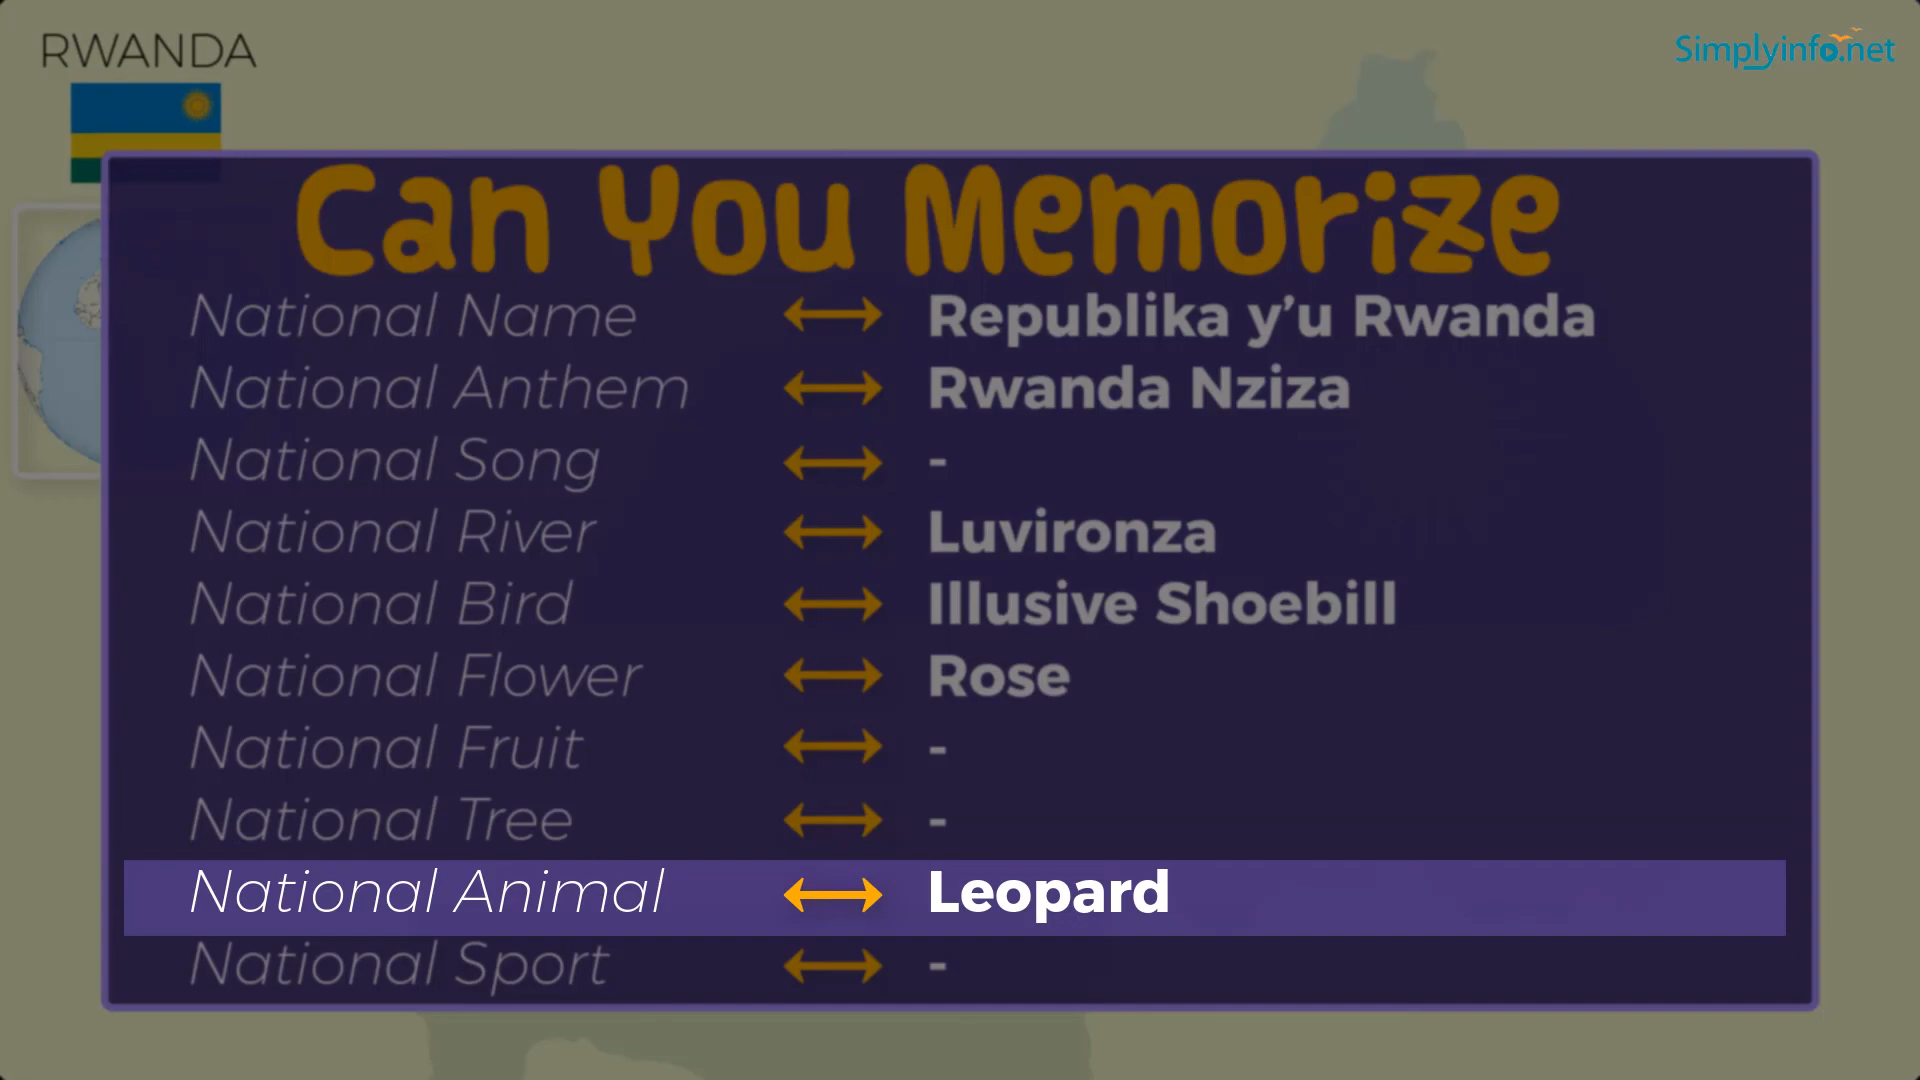 RWANDA
Simplyinfo.net
Can You Memorize
National Name ↔ Republika y’u Rwanda
National Anthem ↔ Rwanda Nziza
National Song ↔ -
National River ↔ Luvironza
National Bird ↔ Illusive Shoebill
National Flower ↔ Rose
National Fruit ↔ -
National Tree ↔ -
National Animal ↔ Leopard
National Sport ↔ -